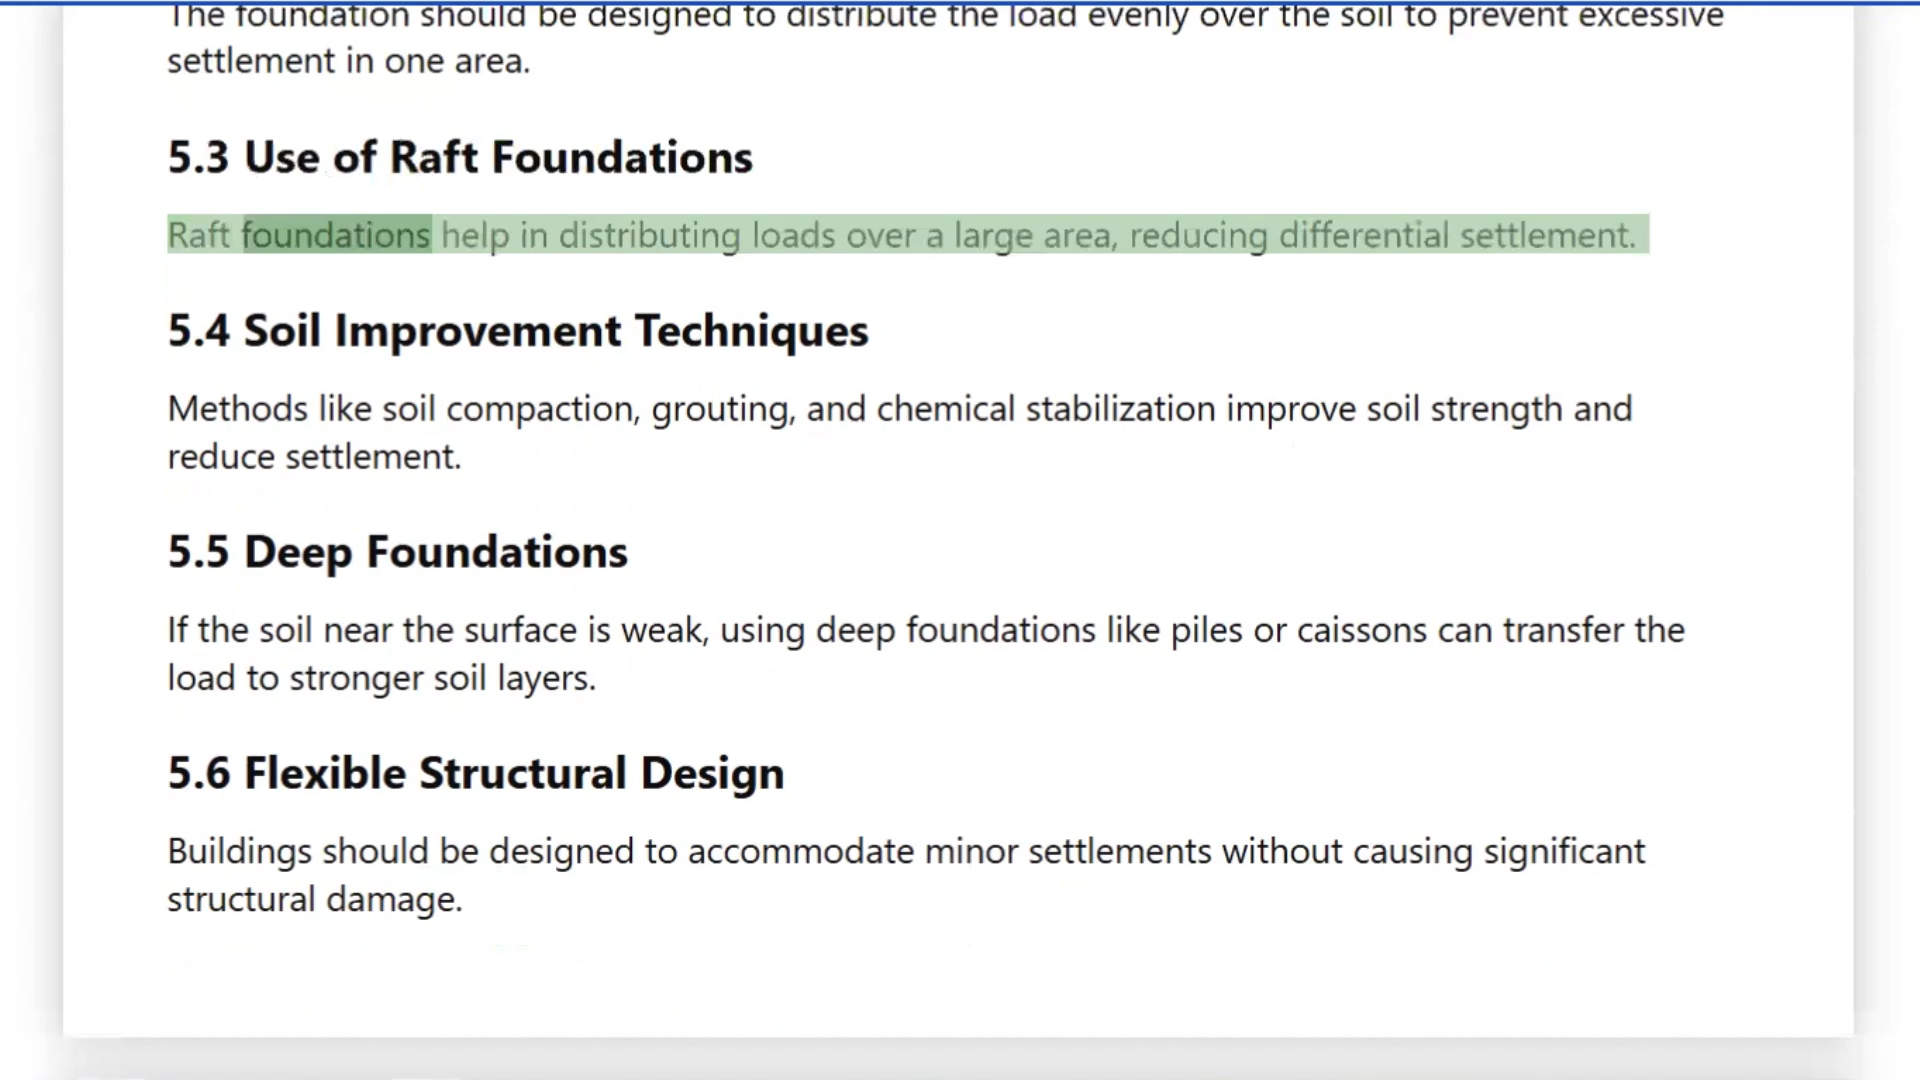 The foundation should be designed to distribute the load evenly over the soil to prevent excessive
settlement in one area.
5.3 Use of Raft Foundations
Raft foundations help in distributing loads over a large area, reducing differential settlement.
5.4 Soil Improvement Techniques
Methods like soil compaction, grouting, and chemical stabilization improve soil strength and
reduce settlement.
5.5 Deep Foundations
If the soil near the surface is weak, using deep foundations like piles or caissons can transfer the
load to stronger soil layers.
5.6 Flexible Structural Design
Buildings should be designed to accommodate minor settlements without causing significant
structural damage.